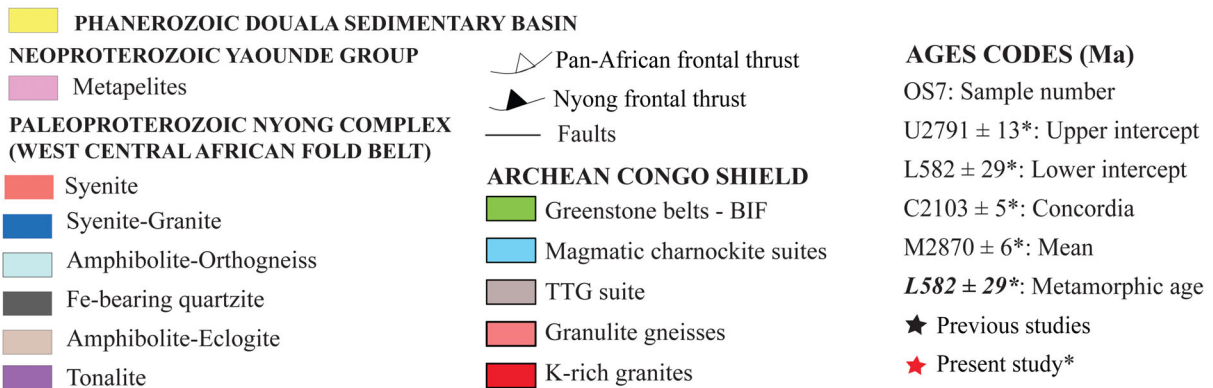 PHANEROZOIC DOUALA SEDIMENTARY BASIN
NEOPROTEROZOIC YAOUNDE GROUP
Metapelites
PALEOPROTEROZOIC NYONG COMPLEX
(WEST CENTRAL AFRICAN FOLD BELT)
Syenite
Syenite-Granite
Amphibolite-Orthogneiss
Fe-bearing quartzite
Amphibolite-Eclogite
Tonalite
Pan-African frontal thrust
Nyong frontal thrust
Faults
ARCHEAN CONGO SHIELD
Greenstone belts - BIF
Magmatic charnockite suites
TTG suite
Granulite gneisses
K-rich granites
AGES CODES (Ma)
OS7: Sample number
U2791 ± 13*: Upper intercept
L582 ± 29*: Lower intercept
C2103 ± 5*: Concordia
M2870 ± 6*: Mean
L582 ± 29*: Metamorphic age
Previous studies
Present study*